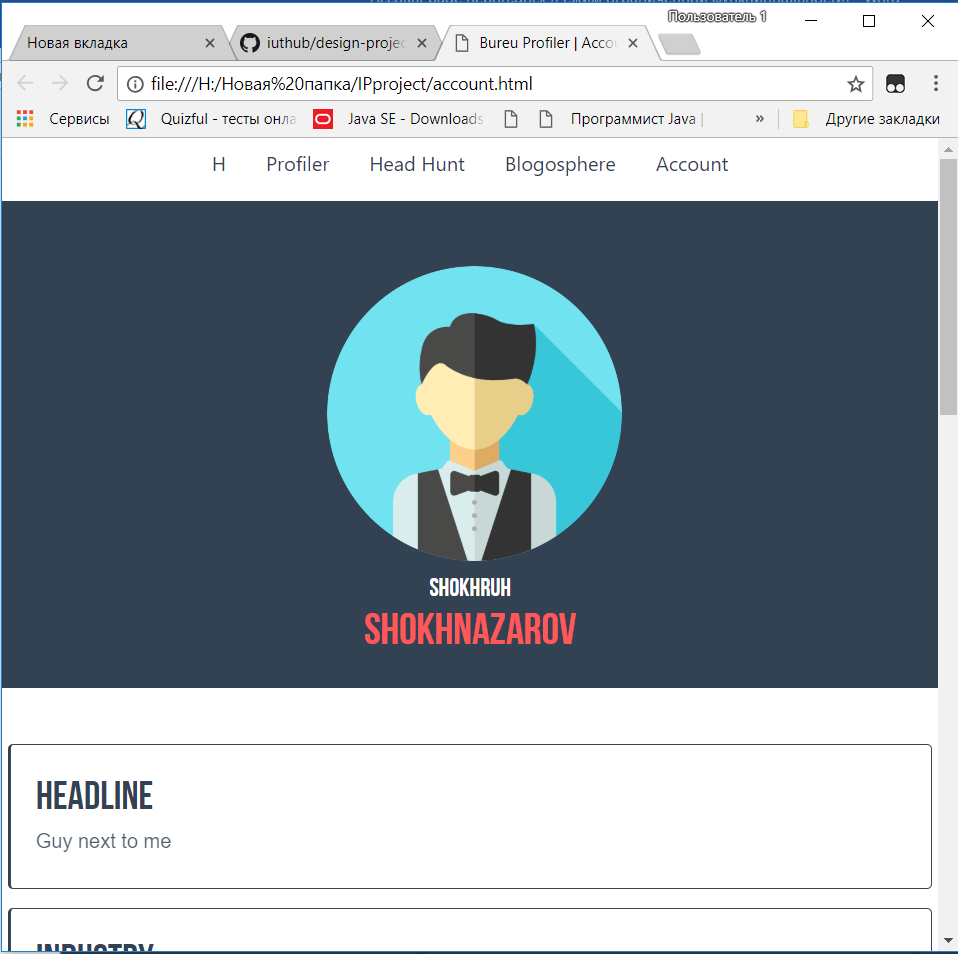 Пользователь 1
Новая вкладка
iuthub/design-projec
Bureu Profiler | Acco
file:///H:/Новая%20папка/IPproject/account.html
Сервисы
Quizful - тесты онла
Java SE - Downloads
Программист Java |
»
Другие закладки
H
Profiler
Head Hunt
Blogosphere
Account
SHOKHRUH
SHOKHNAZAROV
HEADLINE
Guy next to me
INDUSTRY